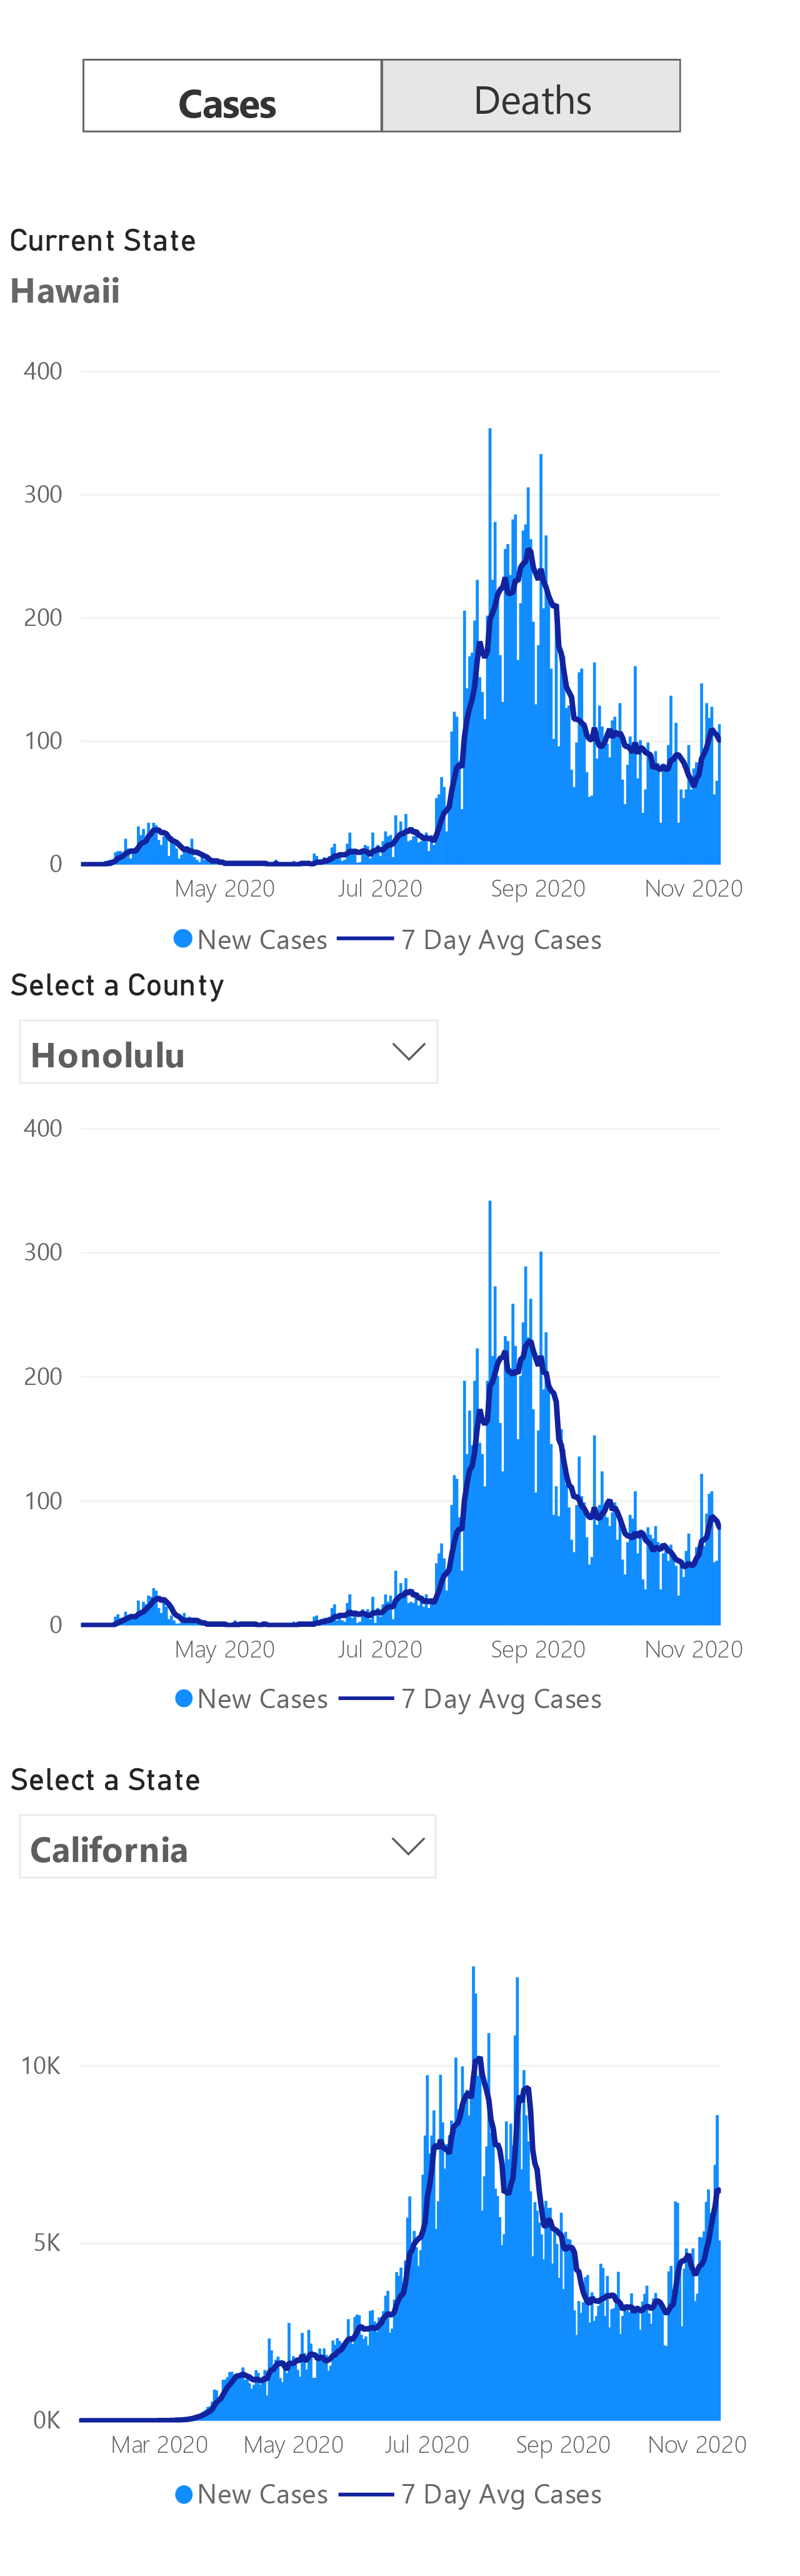 Cases Deaths
Current State
Hawaii
400
300
200
100
0
May 2020 Jul 2020 Sep 2020 Nov 2020
New Cases 7 Day Avg Cases
Select a County
Honolulu
400
300
200
100
0
May 2020 Jul 2020 Sep 2020 Nov 2020
New Cases 7 Day Avg Cases
Select a State
California
10K
5K
0K
Mar 2020 May 2020 Jul 2020 Sep 2020 Nov 2020
New Cases 7 Day Avg Cases